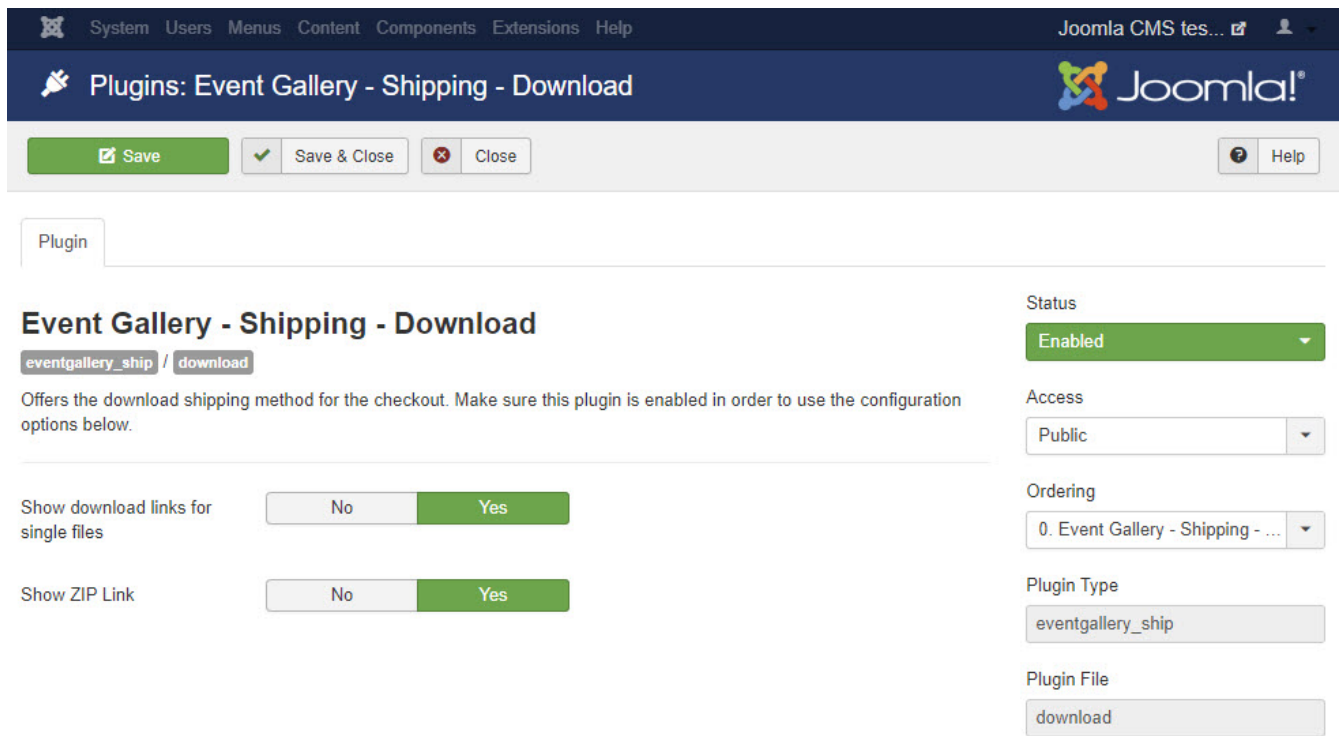 System Users Menus Content Components Extensions Help Joomla CMS tes...
Plugins: Event Gallery - Shipping - Download Joomla!®
Save Save & Close Close Help
Plugin
Event Gallery - Shipping - Download
eventgallery_ship / download
Offers the download shipping method for the checkout. Make sure this plugin is enabled in order to use the configuration
options below.
Show download links for
single files
No Yes
Show ZIP Link No Yes
Status
Enabled
Access
Public
Ordering
0. Event Gallery - Shipping - ...
Plugin Type
eventgallery_ship
Plugin File
download